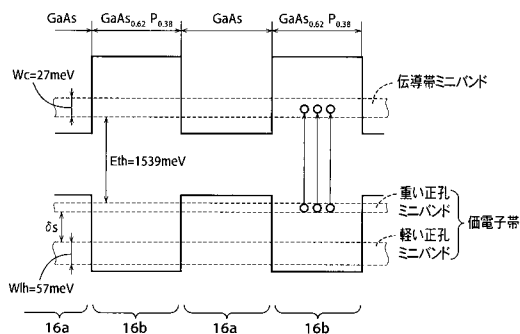 GaAs GaAs0.62 P0.38 GaAs GaAs0.62 P0.38
Wc=27meV
伝導帯ミニバンド
Eth=1539meV
重い正孔
ミニバンド
価電子帯
δs
軽い正孔
ミニバンド
Wlh=57meV
16a 16b 16a 16b